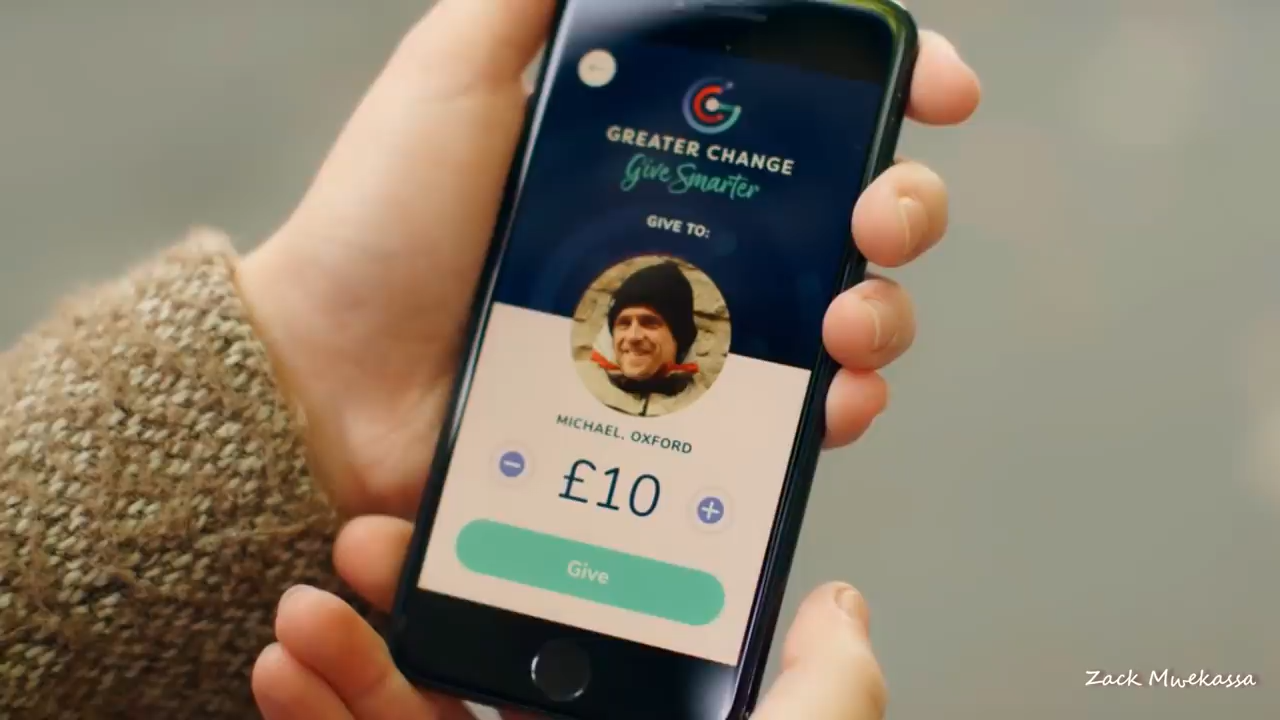 GREATER CHANGE
Give Smarter
GIVE TO:
MICHAEL, OXFORD
£10
Give
Zack Mwekassa